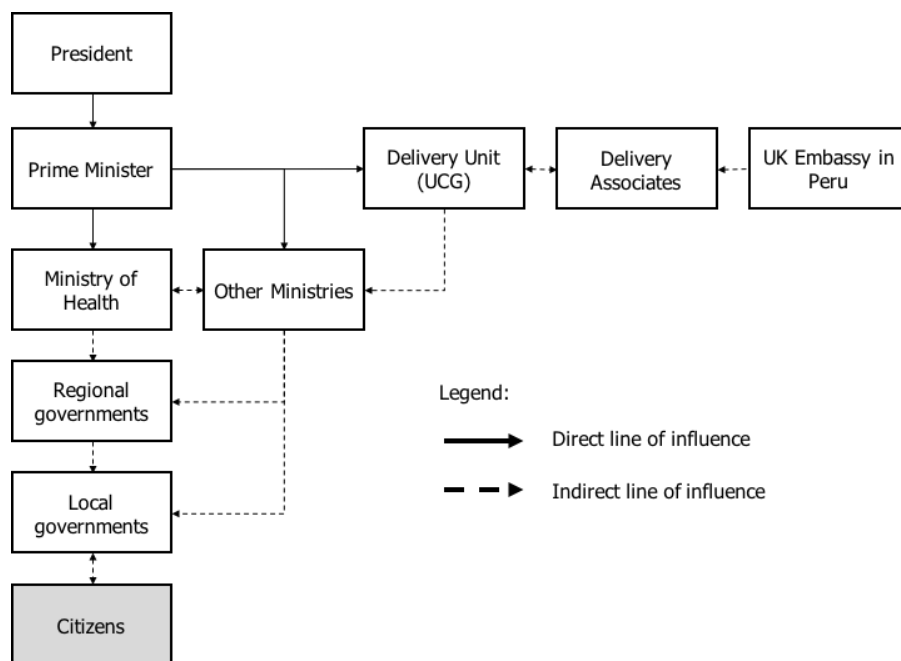 President
Prime Minister
Delivery Unit
(UCG)
Delivery
Associates
UK Embassy in
Peru
Ministry of
Health
Other Ministries
Regional
governments
Legend:
Direct line of influence
Indirect line of influence
Local
governments
Citizens